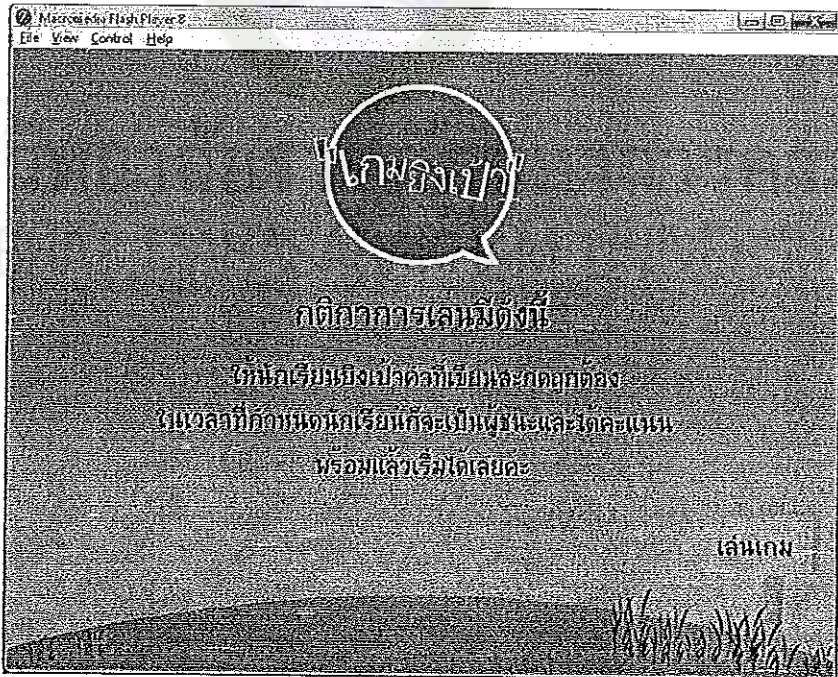 Macromedia Flash Player 8
File View Control Help
"เกมยิงเป้า"
กติกาการเล่นมีดังนี้
ให้นักเรียนยิงเป้าคำที่เขียนสะกดถูกต้อง
ในเวลาที่กำหนดนักเรียนก็จะเป็นผู้ชนะและได้คะแนน
พร้อมแล้วเริ่มได้เลยค่ะ
เล่นเกม